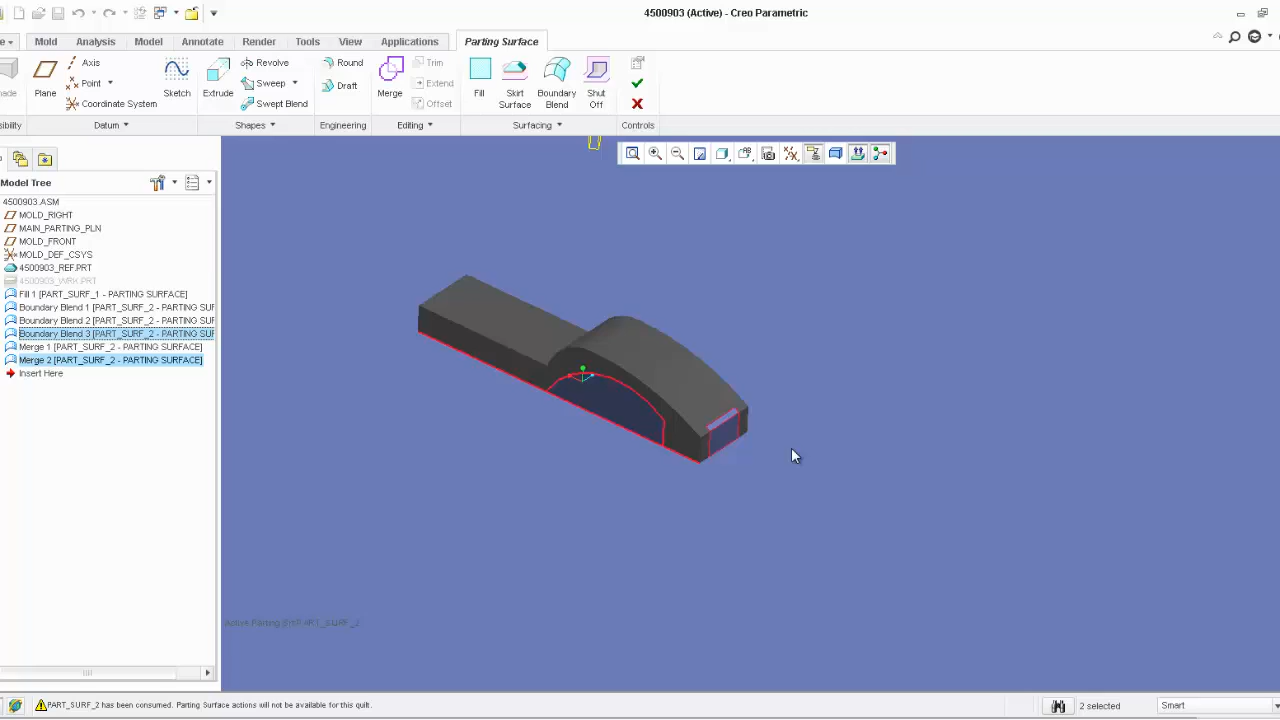 4500903 (Active) - Creo Parametric
Mold Analysis Model Annotate Render Tools View Applications Parting Surface
Plane
Axis
Point
Coordinate System
Sketch
Extrude
Revolve
Sweep
Swept Blend
Round
Draft
Merge
Trim
Extend
Offset
Fill
Skirt Surface
Boundary Blend
Shut Off
Datum Shapes Engineering Editing Surfacing Controls
Model Tree
4500903.ASM
MOLD_RIGHT
MAIN_PARTING_PLN
MOLD_FRONT
MOLD_DEF_CSYS
4500903_REF.PRT
4500903_WRK.PRT
Fill 1 [PART_SURF_1 - PARTING SURFACE]
Boundary Blend 1 [PART_SURF_2 - PARTING SUF
Boundary Blend 2 [PART_SURF_2 - PARTING SUF
Boundary Blend 3 [PART_SURF_2 - PARTING SUF
Merge 1 [PART_SURF_2 - PARTING SURFACE]
Merge 2 [PART_SURF_2 - PARTING SURFACE]
Insert Here
PART_SURF_2 has been consumed. Parting Surface actions will not be available for this quilt.
2 selected
Smart